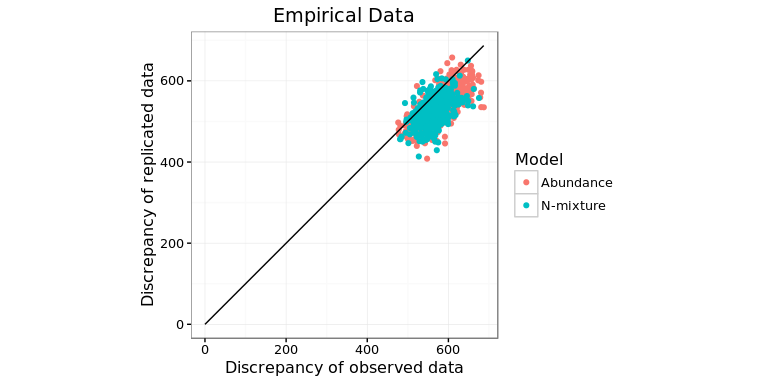 Empirical Data
Discrepancy of replicated data
600
400
200
0
0 200 400 600
Discrepancy of observed data
Model
Abundance
N-mixture